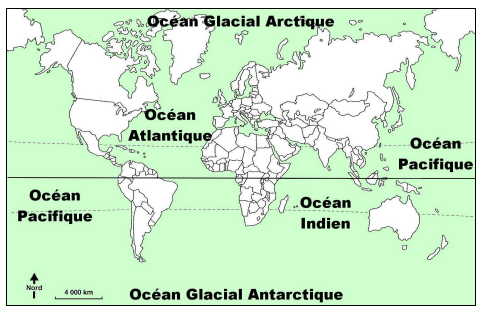 Océan Glacial Arctique
Océan
Atlantique
Océan
Pacifique
Océan
Pacifique
Océan
Indien
Nord
4 000 km
Océan Glacial Antarctique